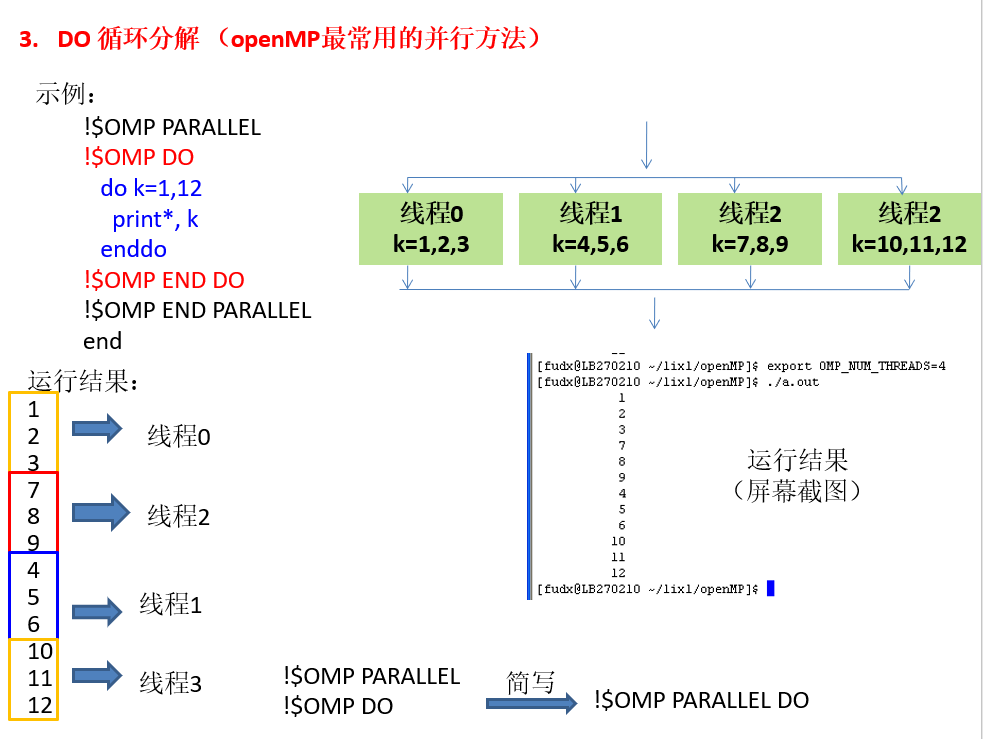 3. DO 循环分解 （openMP最常用的并行方法）
示例：
!$OMP PARALLEL
!$OMP DO
do k=1,12
print*, k
enddo
!$OMP END DO
!$OMP END PARALLEL
end
线程0
k=1,2,3
线程1
k=4,5,6
线程2
k=7,8,9
线程2
k=10,11,12
运行结果：
1
2
3
7
8
9
4
5
6
10
11
12
线程0
线程2
线程1
线程3
[fudx@LB270210 ~/lixl/openMP]$ export OMP_NUM_THREADS=4
[fudx@LB270210 ~/lixl/openMP]$ ./a.out
1
2
3
7
8
9
4
5
6
10
11
12
[fudx@LB270210 ~/lixl/openMP]$
运行结果
（屏幕截图）
!$OMP PARALLEL
!$OMP DO
简写
!$OMP PARALLEL DO